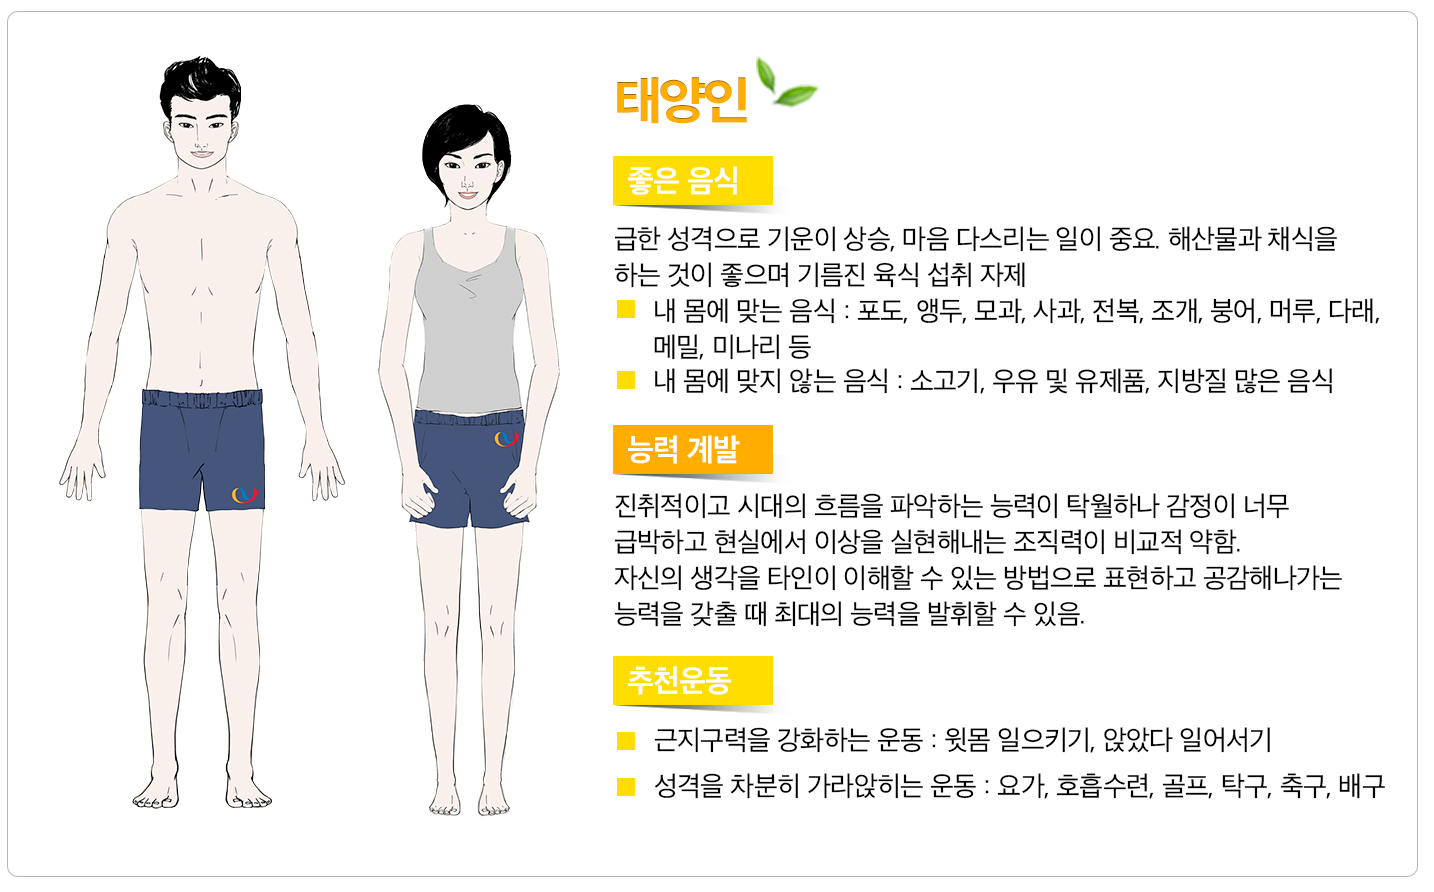 태양인
좋은 음식
급한 성격으로 기운이 상승, 마음 다스리는 일이 중요. 해산물과 채식을
하는 것이 좋으며 기름진 육식 섭취 자제
내 몸에 맞는 음식 : 포도, 앵두, 모과, 사과, 전복, 조개, 붕어, 머루, 다래,
메밀, 미나리 등
내 몸에 맞지 않는 음식 : 소고기, 우유 및 유제품, 지방질 많은 음식
능력 계발
진취적이고 시대의 흐름을 파악하는 능력이 탁월하나 감정이 너무
급박하고 현실에서 이상을 실현해내는 조직력이 비교적 약함.
자신의 생각을 타인이 이해할 수 있는 방법으로 표현하고 공감해나가는
능력을 갖출 때 최대의 능력을 발휘할 수 있음.
추천운동
근지구력을 강화하는 운동 : 윗몸 일으키기, 앉았다 일어서기
성격을 차분히 가라앉히는 운동 : 요가, 호흡수련, 골프, 탁구, 축구, 배구